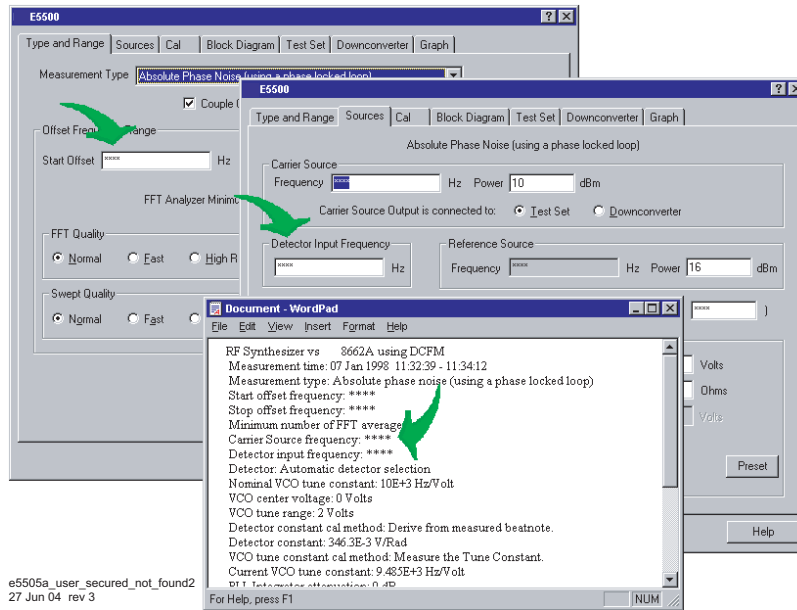 E5500
Type and Range Sources Cal Block Diagram Test Set Downconverter Graph
Measurement Type Absolute Phase Noise (using a phase locked loop)
Couple
Offset Frequency Range
Start Offset **** Hz
FFT Analyzer Minimum
FFT Quality
Normal Fast High R
Swept Quality
Normal Fast
E5500
Type and Range Sources Cal Block Diagram Test Set Downconverter Graph
Absolute Phase Noise (using a phase locked loop)
Carrier Source
Frequency **** Hz Power 10 dBm
Carrier Source Output is connected to: Test Set Downconverter
Detector Input Frequency
**** Hz
Reference Source
Frequency **** Hz Power 16 dBm
**** )
Volts
Ohms
Volts
Preset
Help
Document - WordPad
File Edit View Insert Format Help
RF Synthesizer vs 8662A using DCFM
Measurement time: 07 Jan 1998 11:32:39 - 11:34:12
Measurement type: Absolute phase noise (using a phase locked loop)
Start offset frequency: ****
Stop offset frequency: ****
Minimum number of FFT average
Carrier Source frequency: ****
Detector input frequency: ****
Detector: Automatic detector selection
Nominal VCO tune constant: 10E+3 Hz/Volt
VCO center voltage: 0 Volts
VCO tune range: 2 Volts
Detector constant cal method: Derive from measured beatnote.
Detector constant: 346.3E-3 V/Rad
VCO tune constant cal method: Measure the Tune Constant.
Current VCO tune constant: 9.485E+3 Hz/Volt
PLL Integrator attenuation: 0 dB
For Help, press F1 NUM
e5505a_user_secured_not_found2
27 Jun 04 rev 3